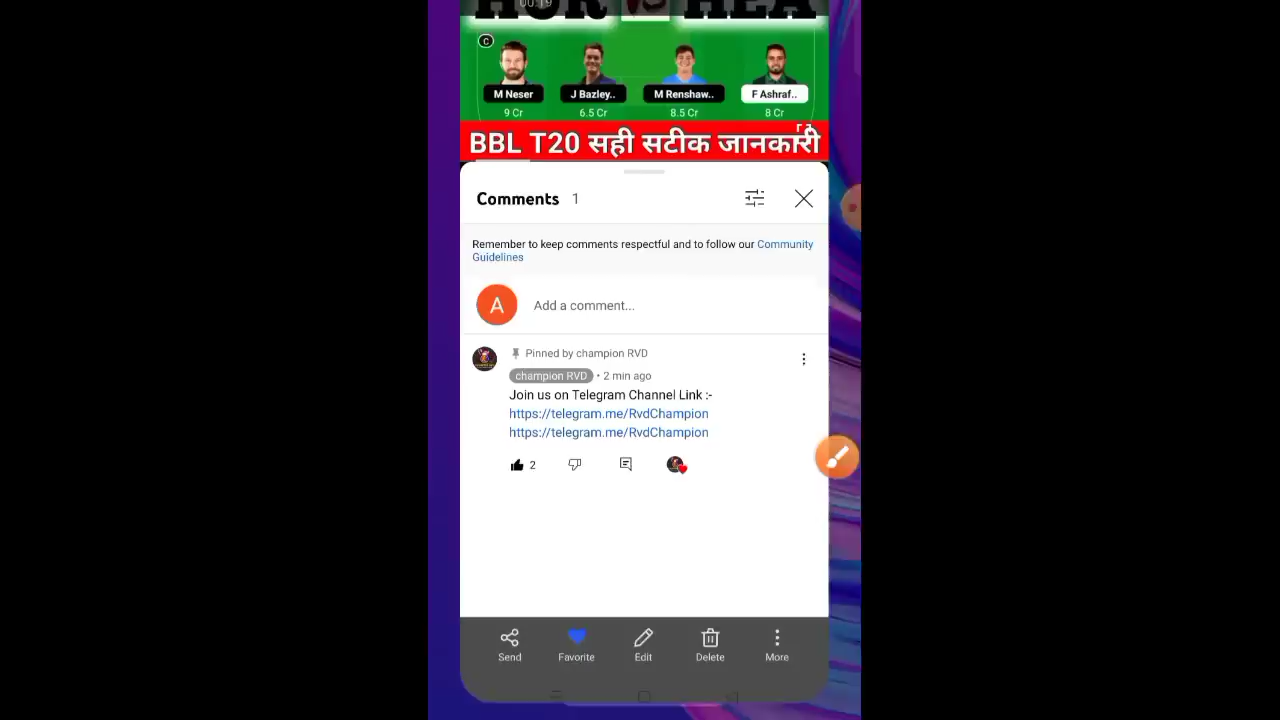 00:19
C
M Neser
J Bazley..
M Renshaw..
F Ashraf..
9 Cr
6.5 Cr
8.5 Cr
8 Cr
BBL T20 सही सटीक जानकारी
Comments 1
Remember to keep comments respectful and to follow our Community
Guidelines
A
Add a comment...
Pinned by champion RVD
champion RVD • 2 min ago
Join us on Telegram Channel Link :-
https://telegram.me/RvdChampion
https://telegram.me/RvdChampion
2
Send
Favorite
Edit
Delete
More